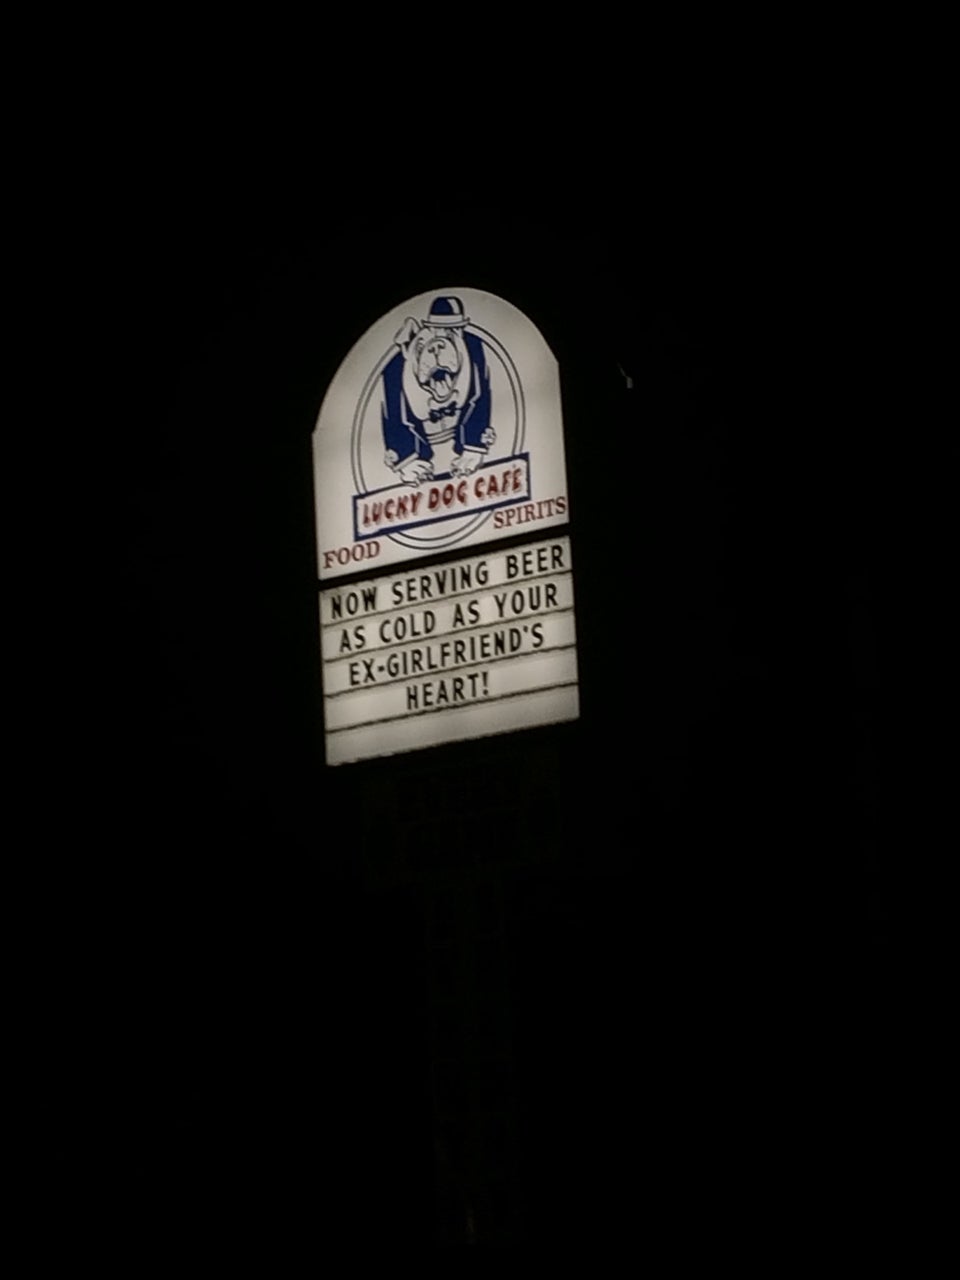 LUCKY DOG CAFE
FOOD SPIRITS
NOW SERVING BEER
AS COLD AS YOUR
EX-GIRLFRIEND'S
HEART!